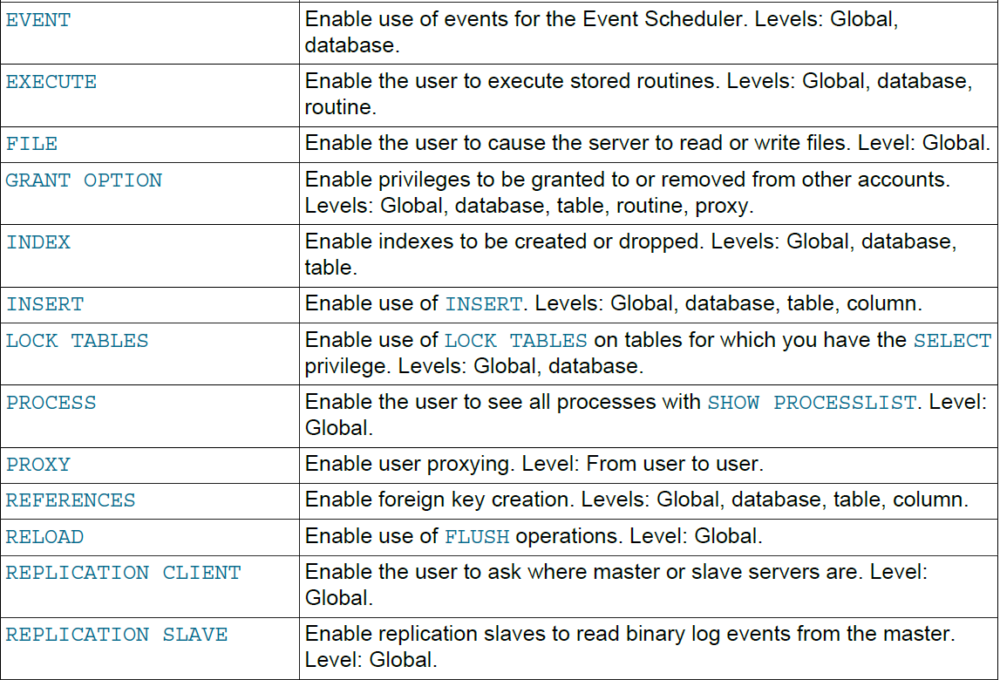 EVENT
Enable use of events for the Event Scheduler. Levels: Global,
database.
EXECUTE
Enable the user to execute stored routines. Levels: Global, database,
routine.
FILE
Enable the user to cause the server to read or write files. Level: Global.
GRANT OPTION
Enable privileges to be granted to or removed from other accounts.
Levels: Global, database, table, routine, proxy.
INDEX
Enable indexes to be created or dropped. Levels: Global, database,
table.
INSERT
Enable use of INSERT. Levels: Global, database, table, column.
LOCK TABLES
Enable use of LOCK TABLES on tables for which you have the SELECT
privilege. Levels: Global, database.
PROCESS
Enable the user to see all processes with SHOW PROCESSLIST. Level:
Global.
PROXY
Enable user proxying. Level: From user to user.
REFERENCES
Enable foreign key creation. Levels: Global, database, table, column.
RELOAD
Enable use of FLUSH operations. Level: Global.
REPLICATION CLIENT
Enable the user to ask where master or slave servers are. Level:
Global.
REPLICATION SLAVE
Enable replication slaves to read binary log events from the master.
Level: Global.